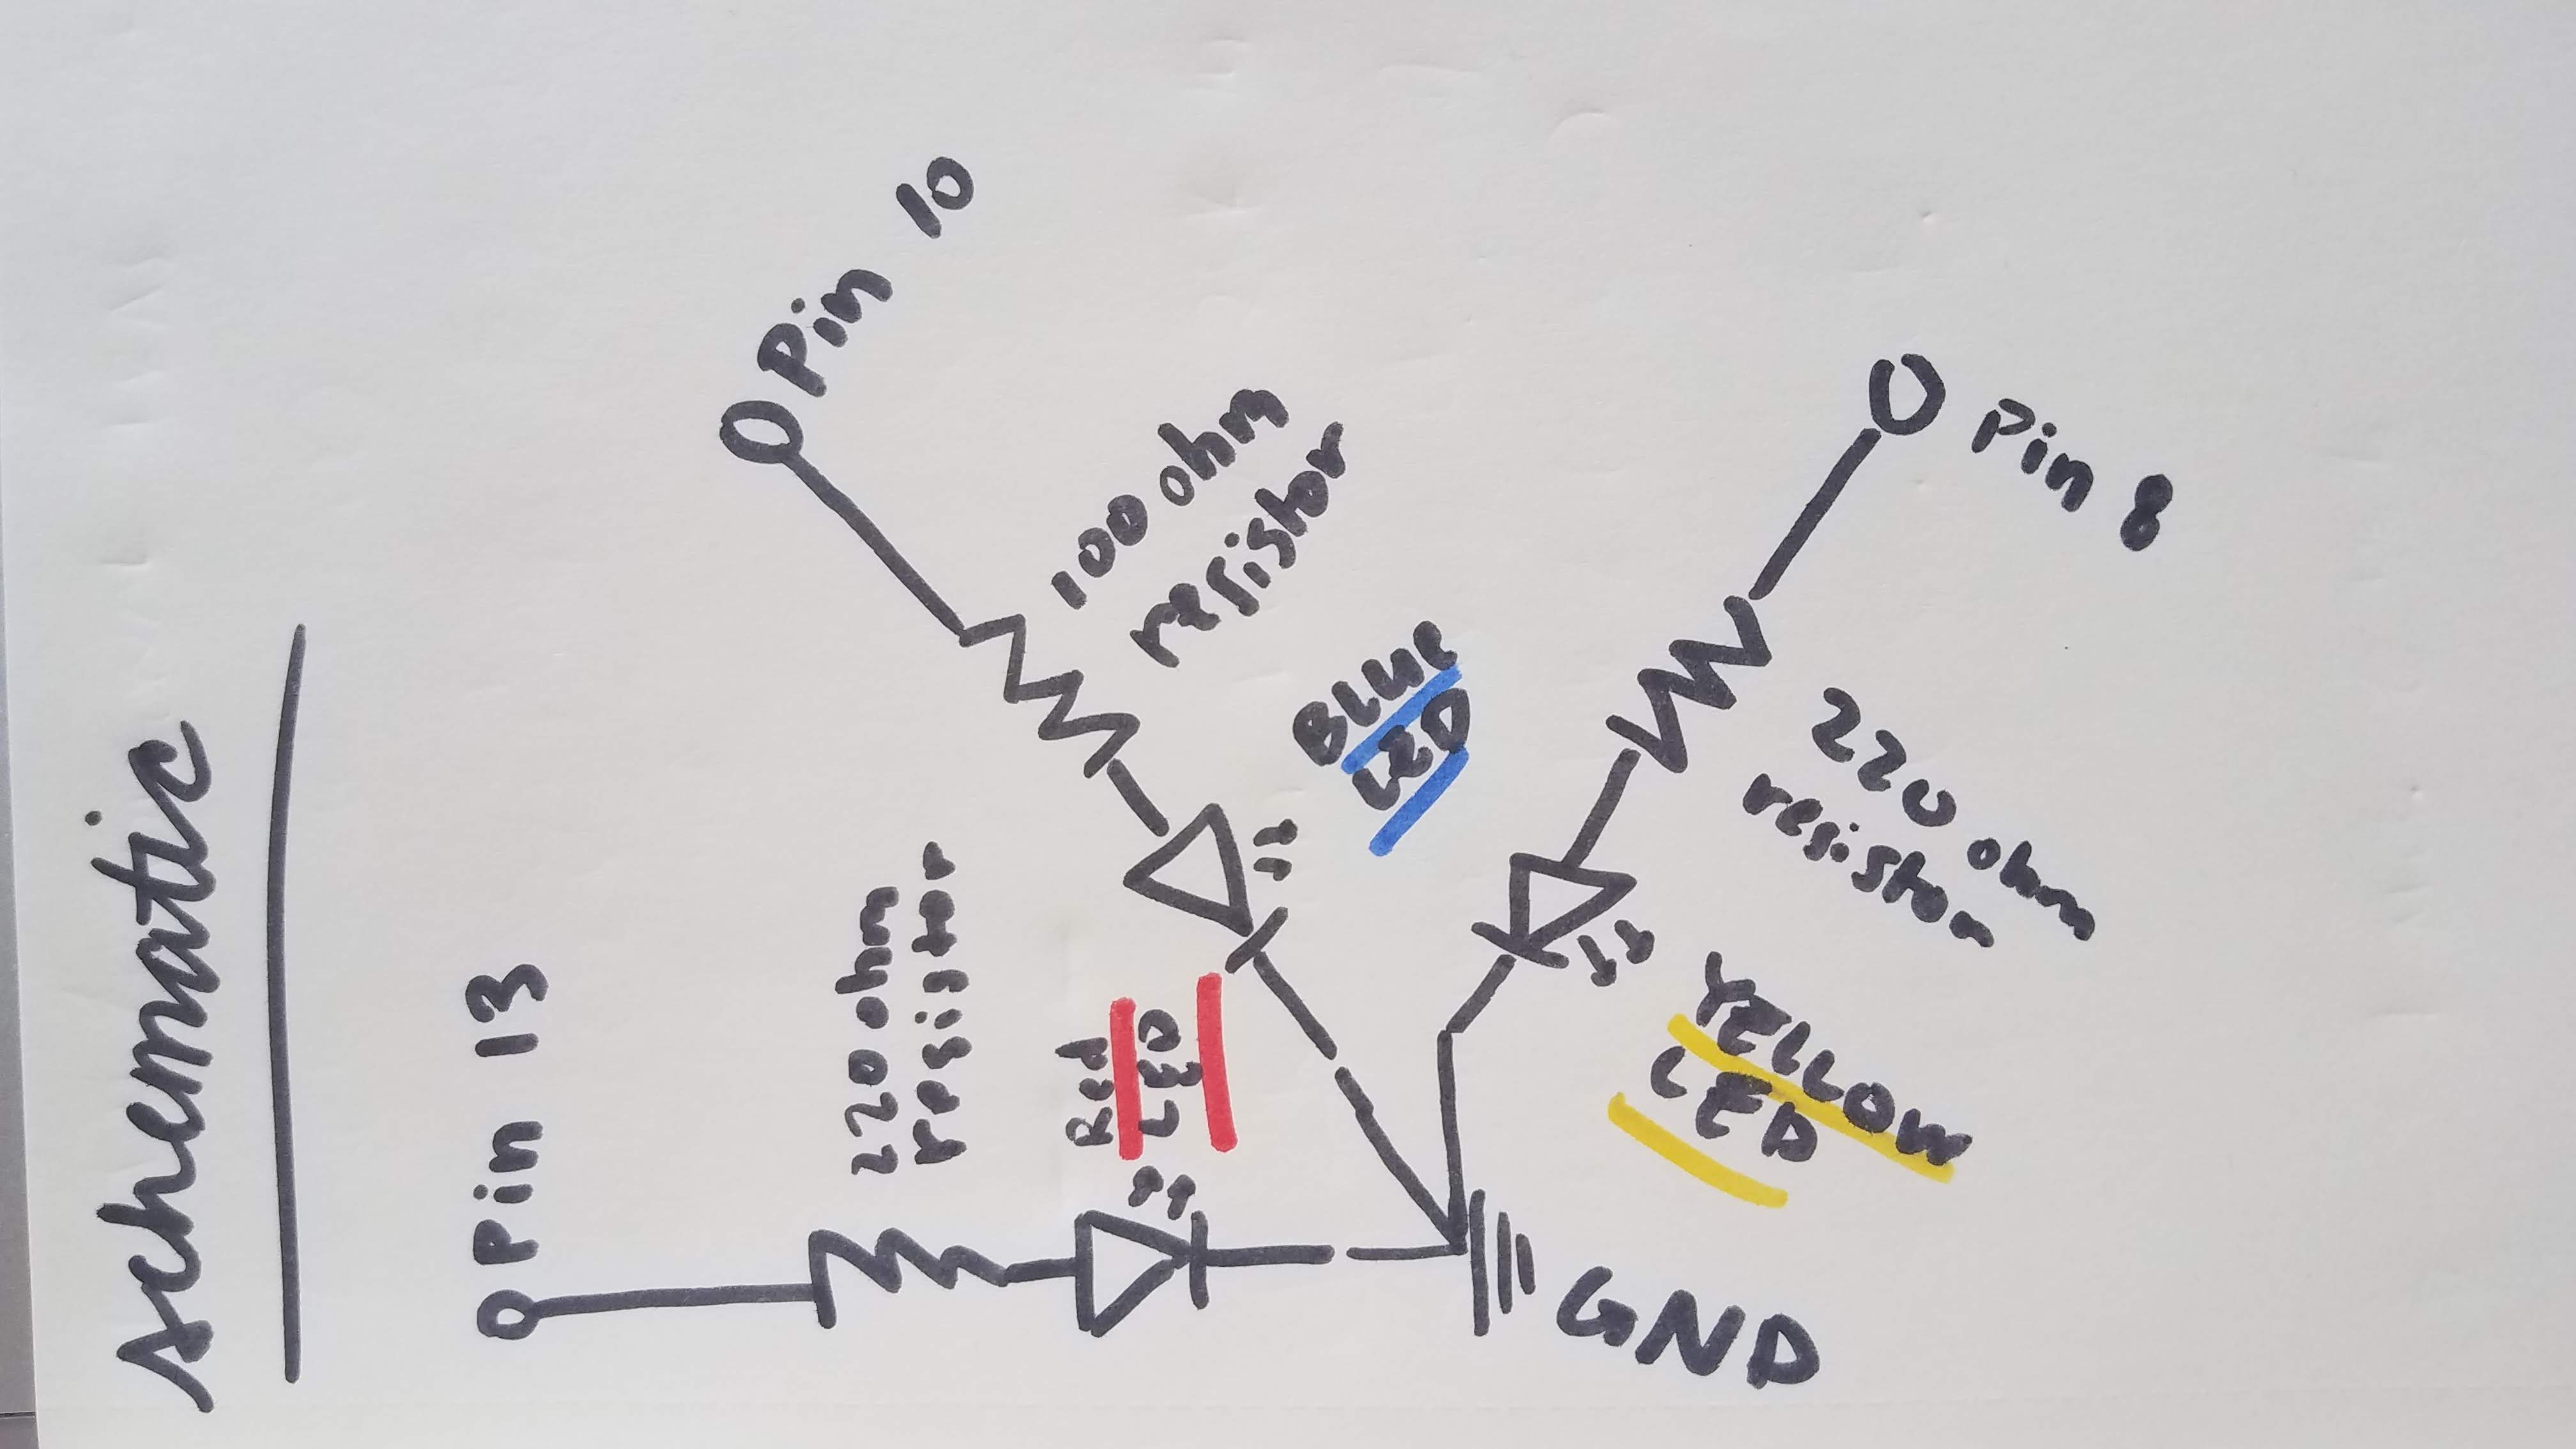 schematic
Pin 13
220 ohm
resistor
Red
LED
Pin 10
100 ohm
resistor
BLUE
LED
GND
YELLOW
LED
220 ohm
resistor
Pin 8